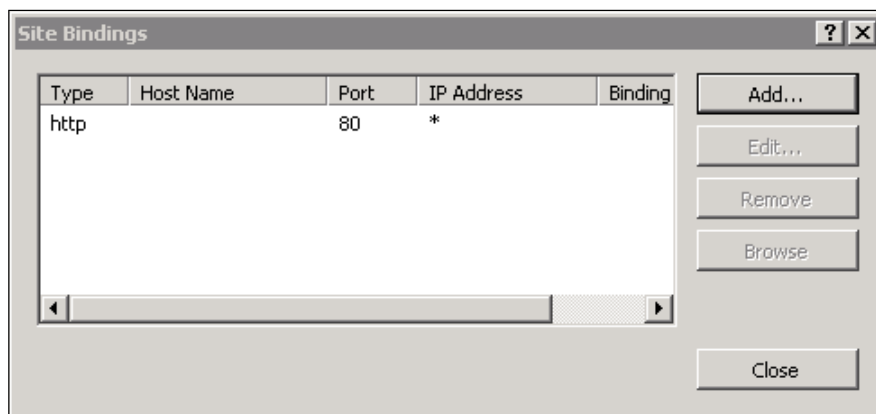 Site Bindings
Type Host Name Port IP Address Binding
http 80 *
Add...
Edit...
Remove
Browse
Close